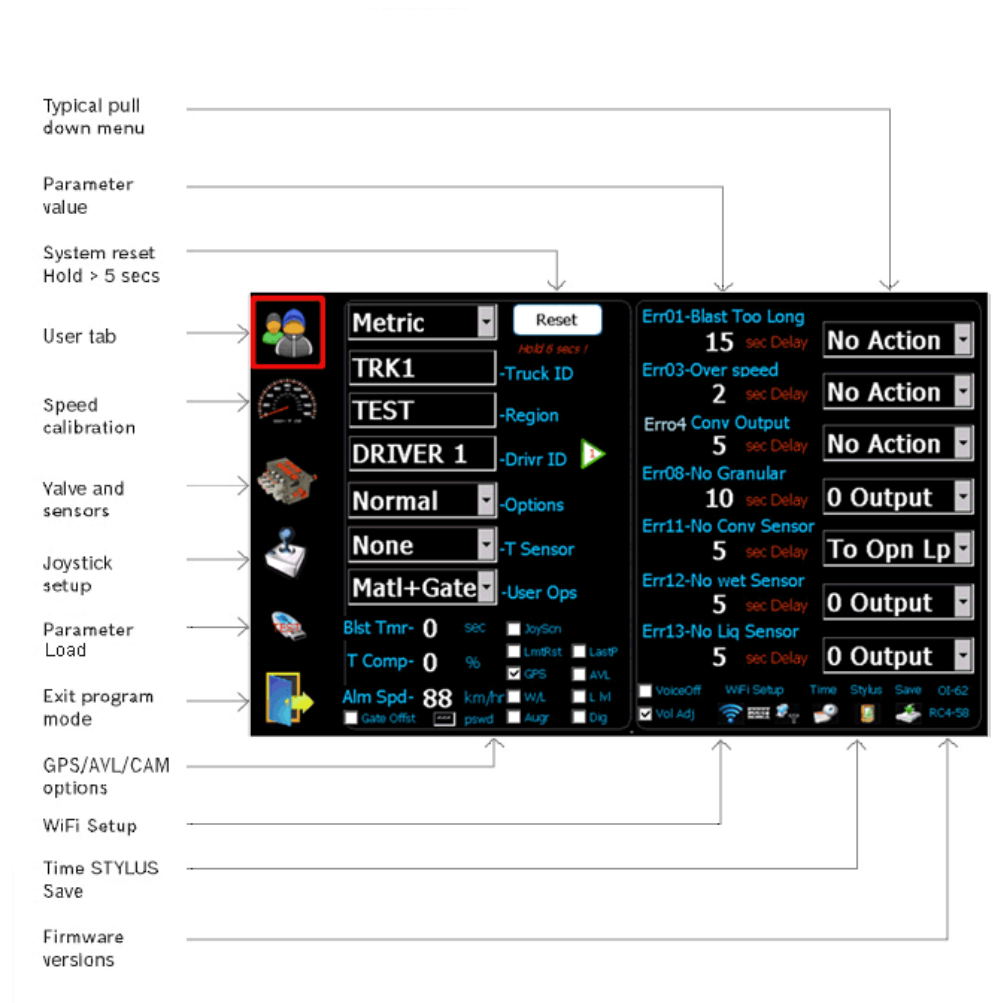 Typical pull
down menu
Parameter
value
System reset
Hold > 5 secs
User tab
Speed
calibration
Valve and
sensors
Joystick
setup
Parameter
Load
Exit program
mode
GPS/AVL/CAM
options
WiFi Setup
Time STYLUS
Save
Firmware
versions
Metric
Reset
Hold 6 secs !
TRK1 -Truck ID
TEST -Region
DRIVER 1 -Drivr ID 1
Normal -Options
None -T Sensor
Matl+Gate -User Ops
Blst Tmr- 0 sec JoyScn
LmtRst LastP
T Comp- 0 %
GPS AVL
Alm Spd- 88 km/hr W/L L lvl
Gate Offst pswd Augr Dig
Err01-Blast Too Long
15 sec Delay No Action
Err03-Over speed
2 sec Delay No Action
Erro4 Conv Output
5 sec Delay No Action
Err08-No Granular
10 sec Delay 0 Output
Err11-No Conv Sensor
5 sec Delay To Opn Lp
Err12-No wet Sensor
5 sec Delay 0 Output
Err13-No Liq Sensor
5 sec Delay 0 Output
VoiceOff WiFi Setup Time Stylus Save OI-62
Vol Adj RC4-58